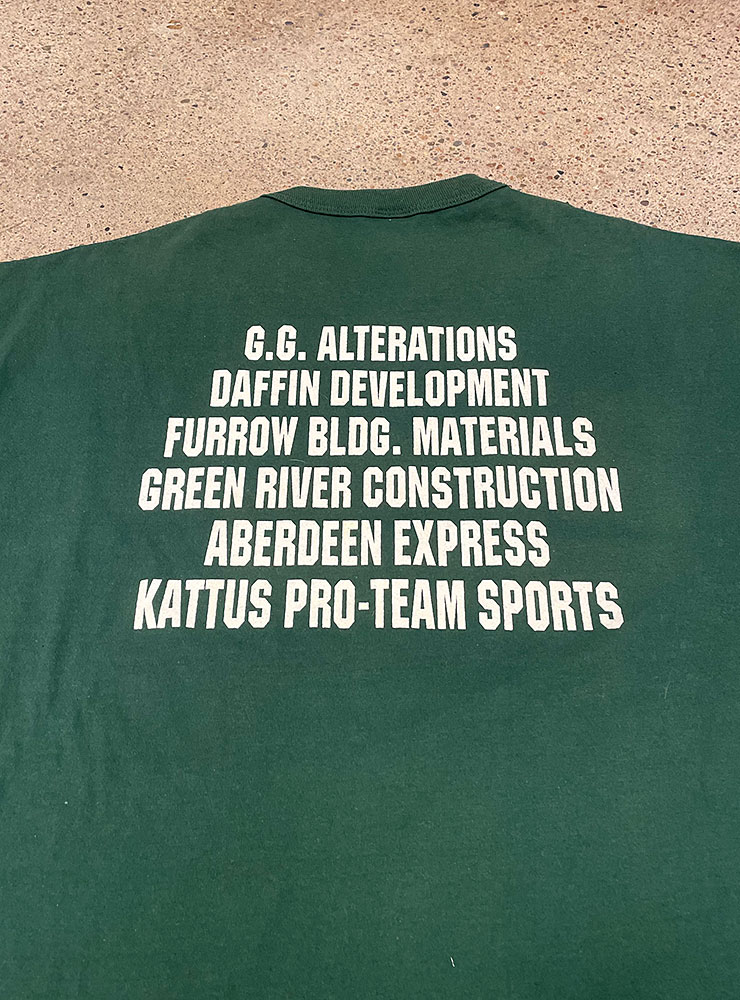 G.G. ALTERATIONS
DAFFIN DEVELOPMENT
FURROW BLDG. MATERIALS
GREEN RIVER CONSTRUCTION
ABERDEEN EXPRESS
KATTUS PRO-TEAM SPORTS